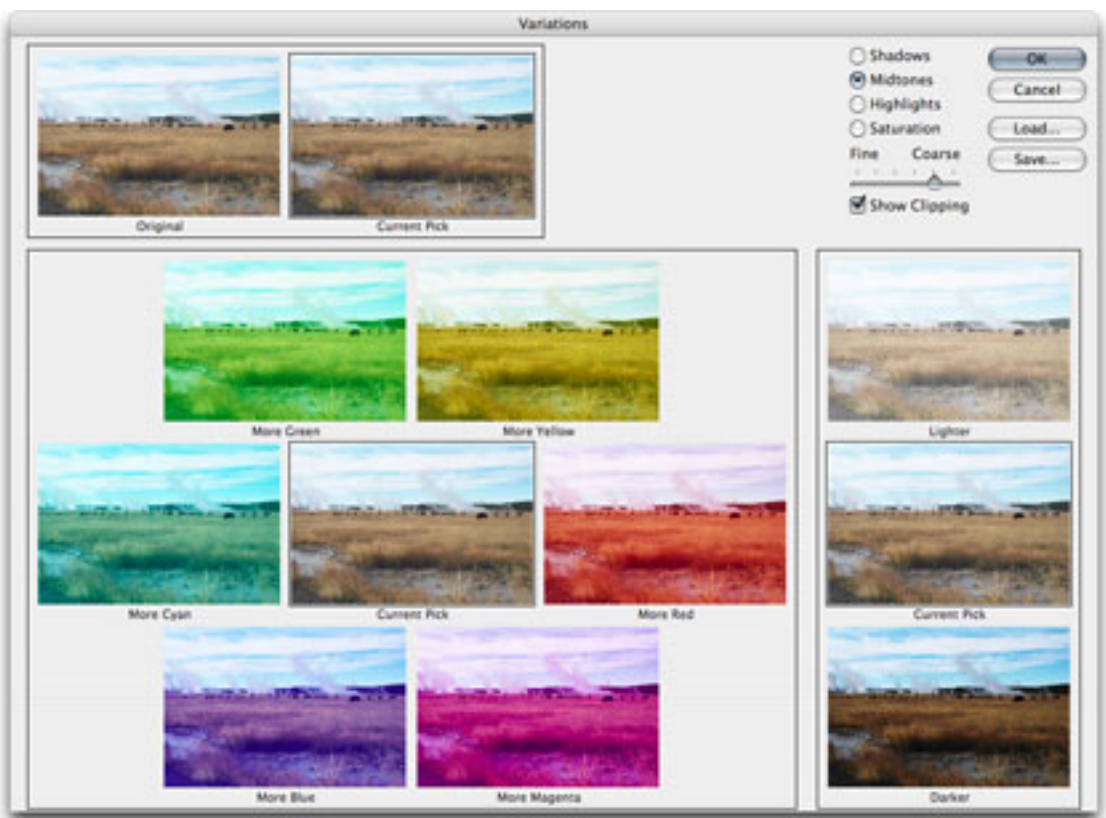 Variations
Original
Current Pick
Shadows
Midtones
Highlights
Saturation
Fine Coarse
Show Clipping
OK
Cancel
Load...
Save...
More Green
More Yellow
More Cyan
Current Pick
More Red
More Blue
More Magenta
Lighter
Current Pick
Darker